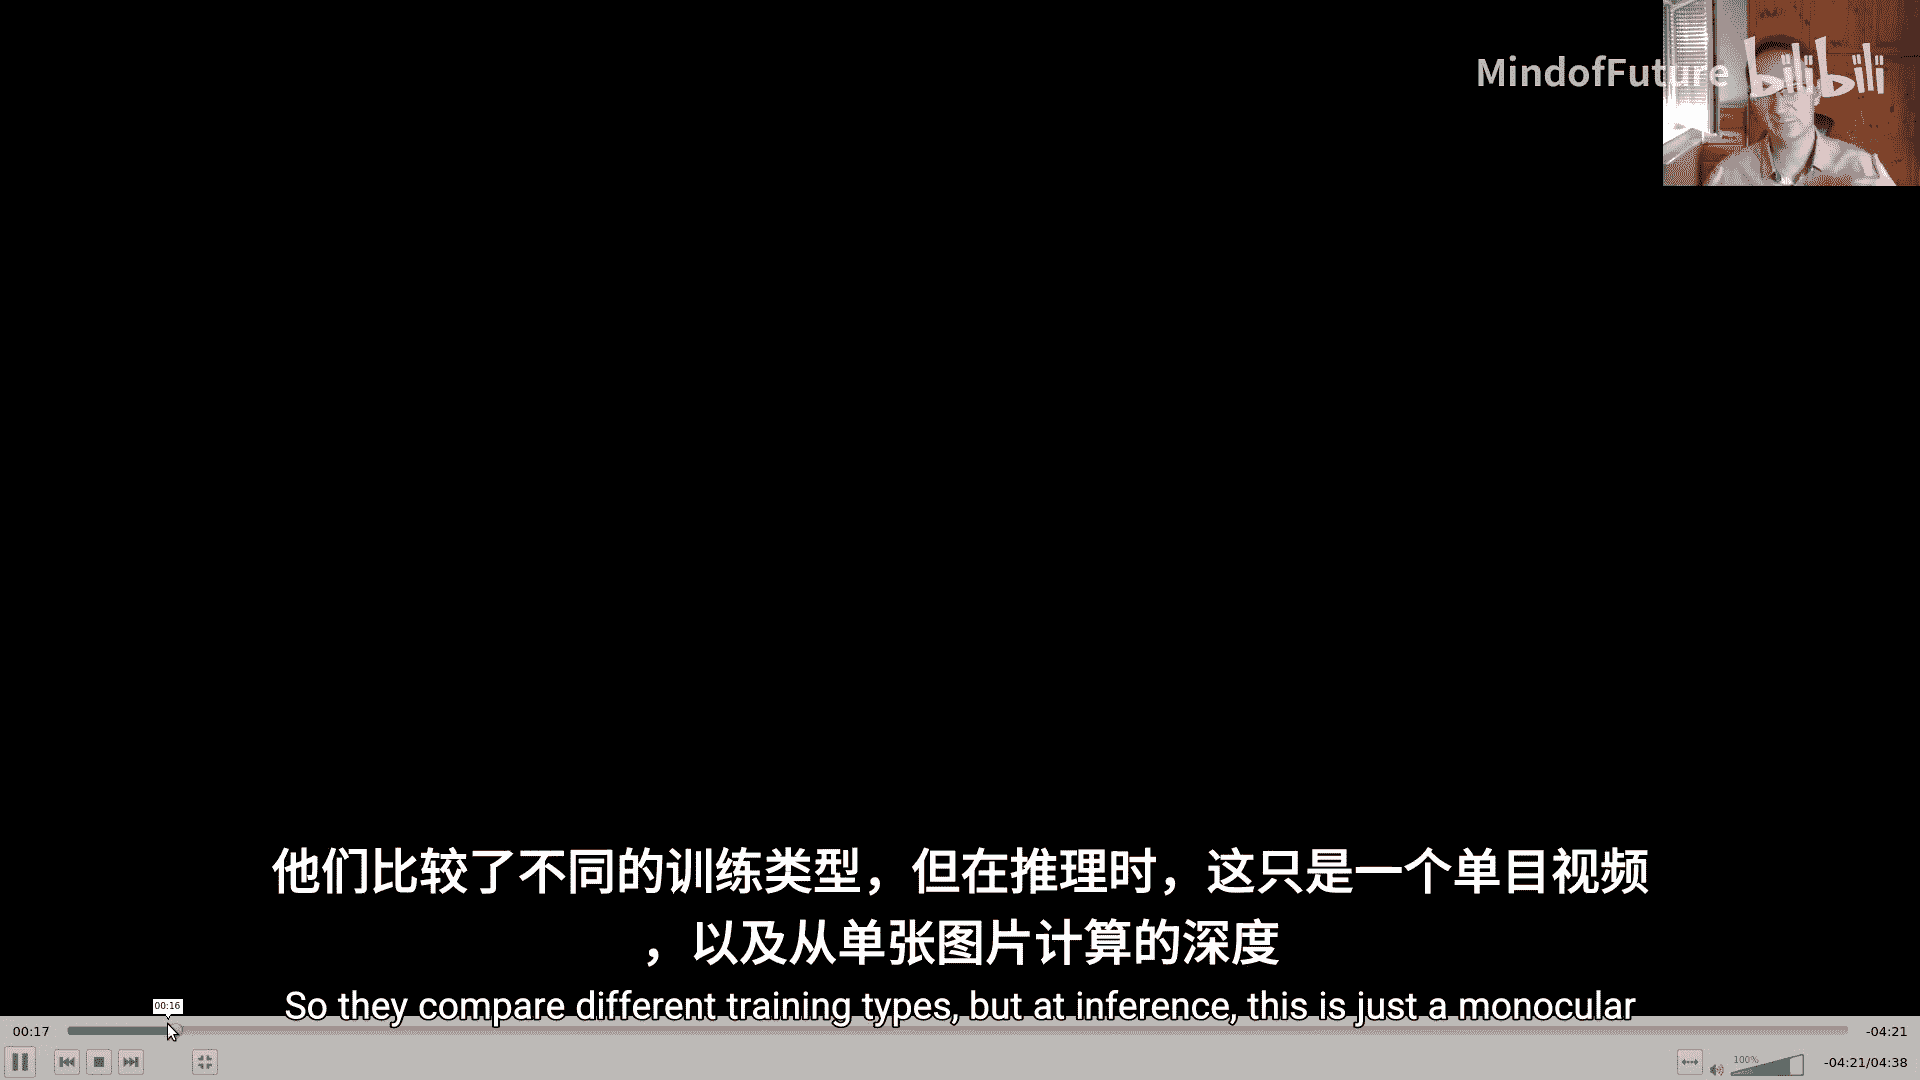 MindofFuture bilibili
他们比较了不同的训练类型，但在推理时，这只是一个单目视频
，以及从单张图片计算的深度
So they compare different training types, but at inference, this is just a monocular
00:16
00:17
-04:21
100%
-04:21/04:38